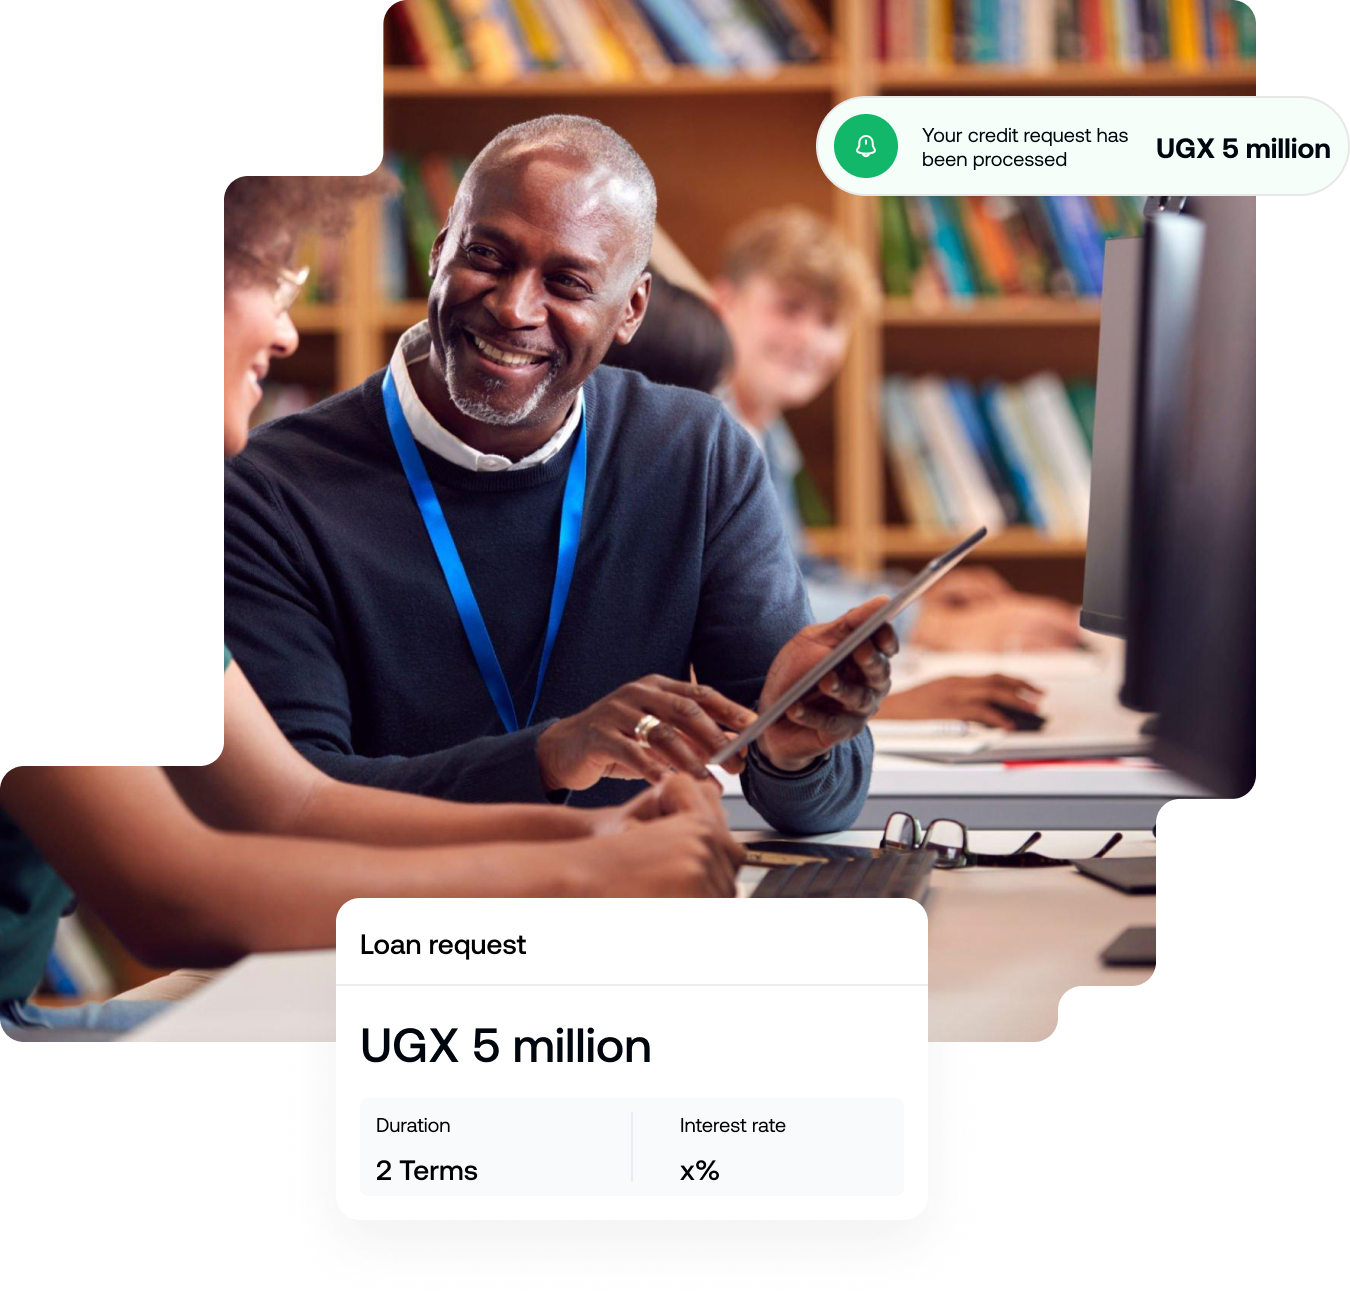 Your credit request has
been processed
UGX 5 million
Loan request
UGX 5 million
Duration
Interest rate
2 Terms
x%